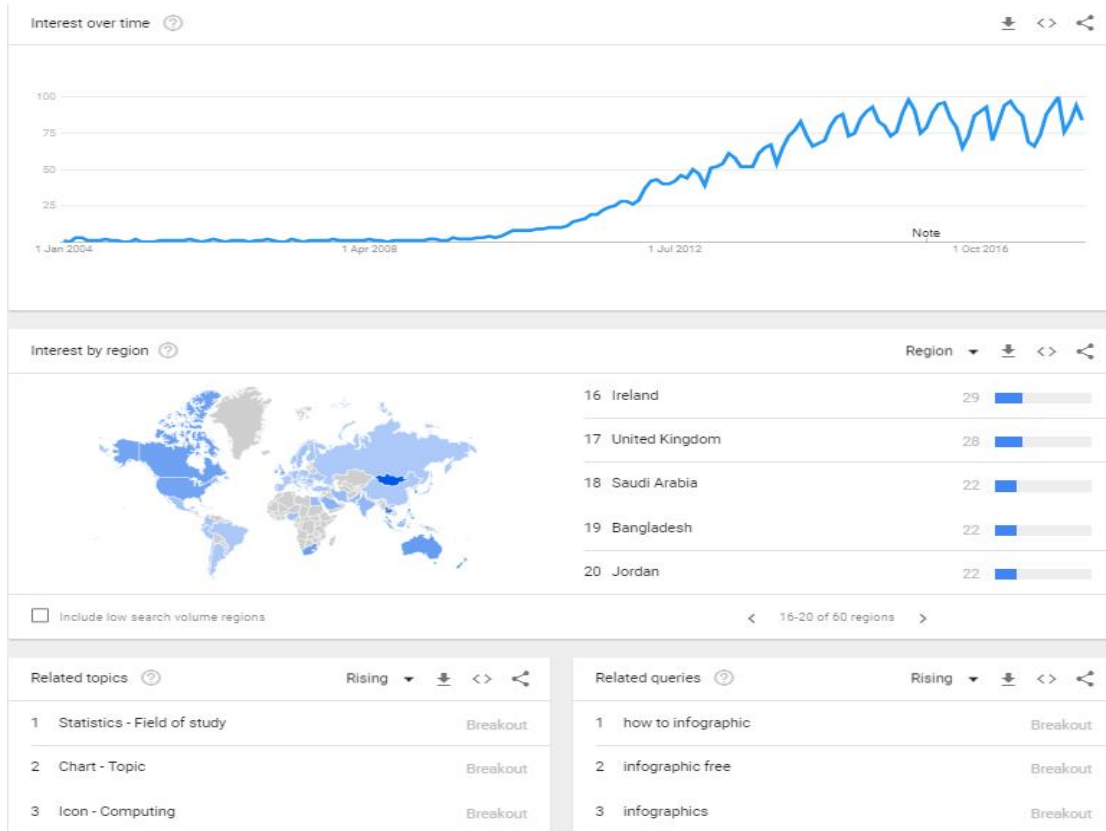 Interest over time
100
75
50
25
1 Jan 2004 1 Apr 2008 1 Jul 2012 1 Oct 2016
Note
Interest by region
Region
16 Ireland 29
17 United Kingdom 28
18 Saudi Arabia 22
19 Bangladesh 22
20 Jordan 22
Include low search volume regions
16-20 of 60 regions
Related topics Rising
1 Statistics - Field of study Breakout
2 Chart - Topic Breakout
3 Icon - Computing Breakout
Related queries Rising
1 how to infographic Breakout
2 infographic free Breakout
3 infographics Breakout